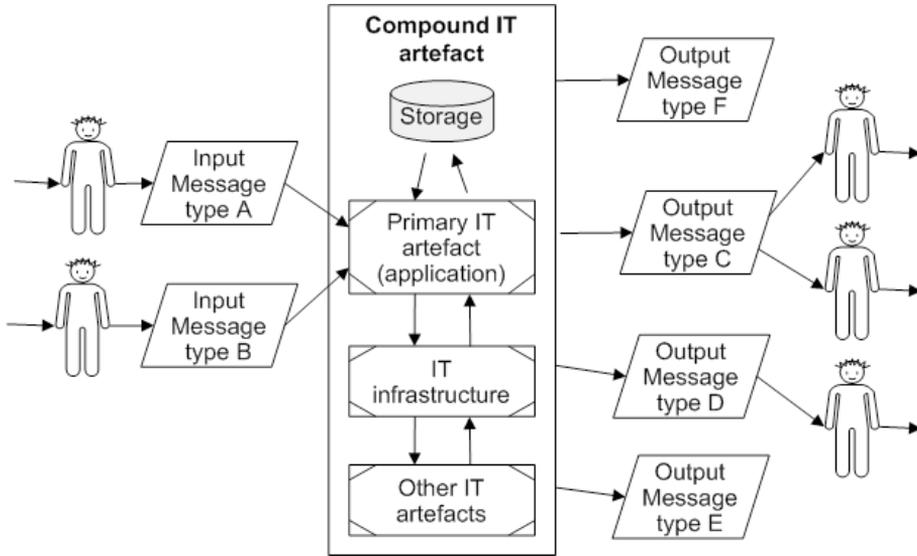 Compound IT
artefact
Storage
Primary IT
artefact
(application)
IT
infrastructure
Other IT
artefacts
Input
Message
type A
Input
Message
type B
Output
Message
type F
Output
Message
type C
Output
Message
type D
Output
Message
type E